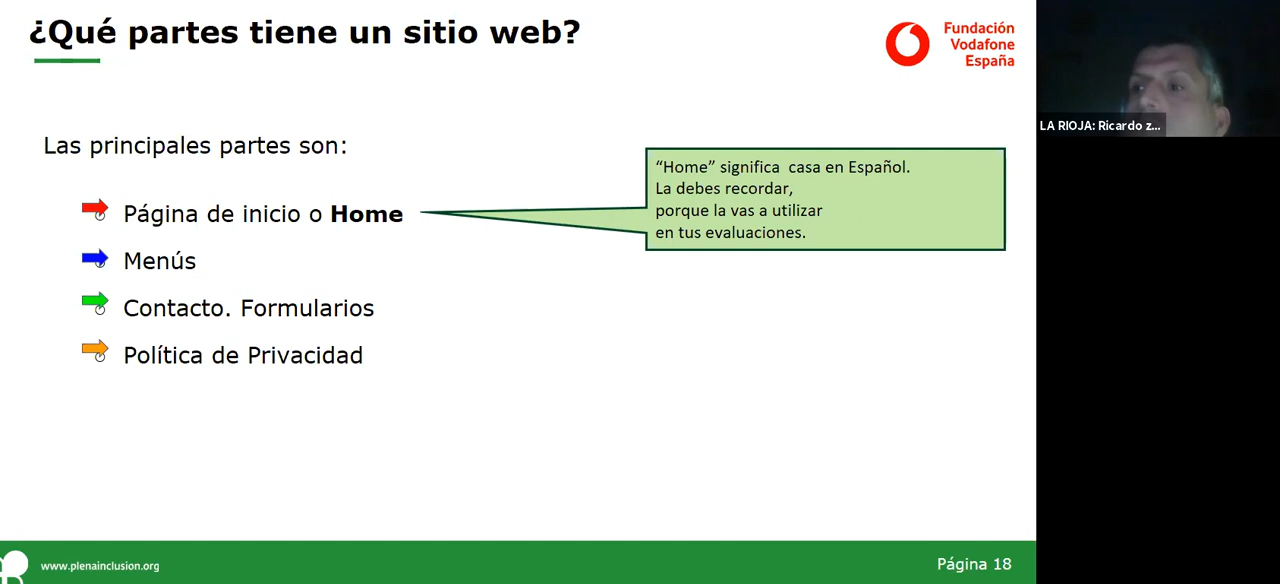 ¿Qué partes tiene un sitio web?
Fundación
Vodafone
España
LA RIOJA: Ricardo z...
Las principales partes son:
“Home” significa casa en Español.
La debes recordar,
porque la vas a utilizar
en tus evaluaciones.
Página de inicio o Home
Menús
Contacto. Formularios
Política de Privacidad
www.plenainclusion.org
Página 18